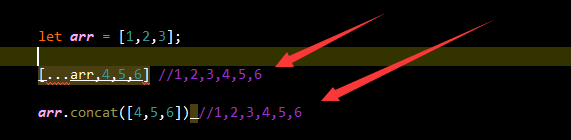 let arr = [1,2,3];
[...arr,4,5,6] //1,2,3,4,5,6
arr.concat([4,5,6]) //1,2,3,4,5,6